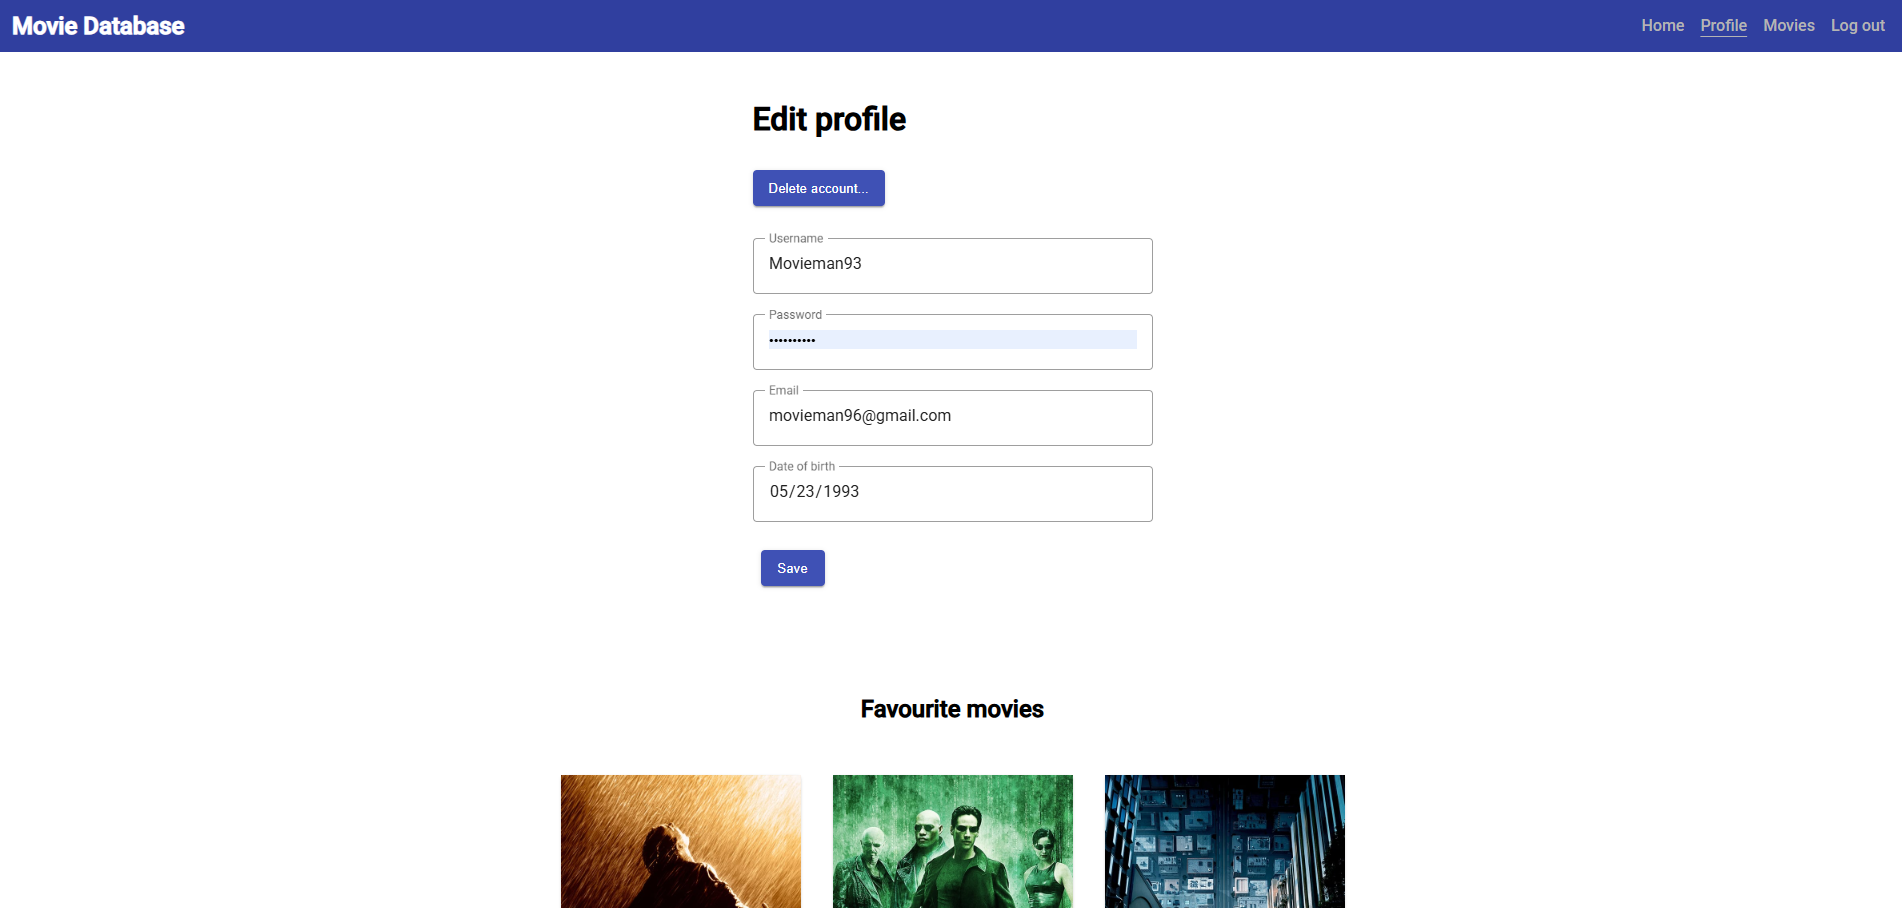 Movie Database
Home Profile Movies Log out
Edit profile
Delete account...
Username
Movieman93
Password
••••••••••
Email
movieman96@gmail.com
Date of birth
05/23/1993
Save
Favourite movies